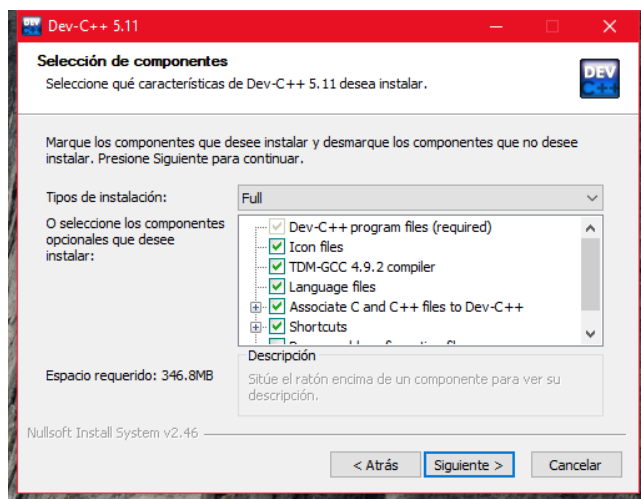 Dev-C++ 5.11
Selección de componentes
Seleccione qué características de Dev-C++ 5.11 desea instalar.
DEV
C++
Marque los componentes que desee instalar y desmarque los componentes que no desee
instalar. Presione Siguiente para continuar.
Tipos de instalación:
Full
O seleccione los componentes
opcionales que desee
instalar:
Dev-C++ program files (required)
Icon files
TDM-GCC 4.9.2 compiler
Language files
Associate C and C++ files to Dev-C++
Shortcuts
Espacio requerido: 346.8MB
Descripción
Sitúe el ratón encima de un componente para ver su
descripción.
Nullsoft Install System v2.46
< Atrás
Siguiente >
Cancelar